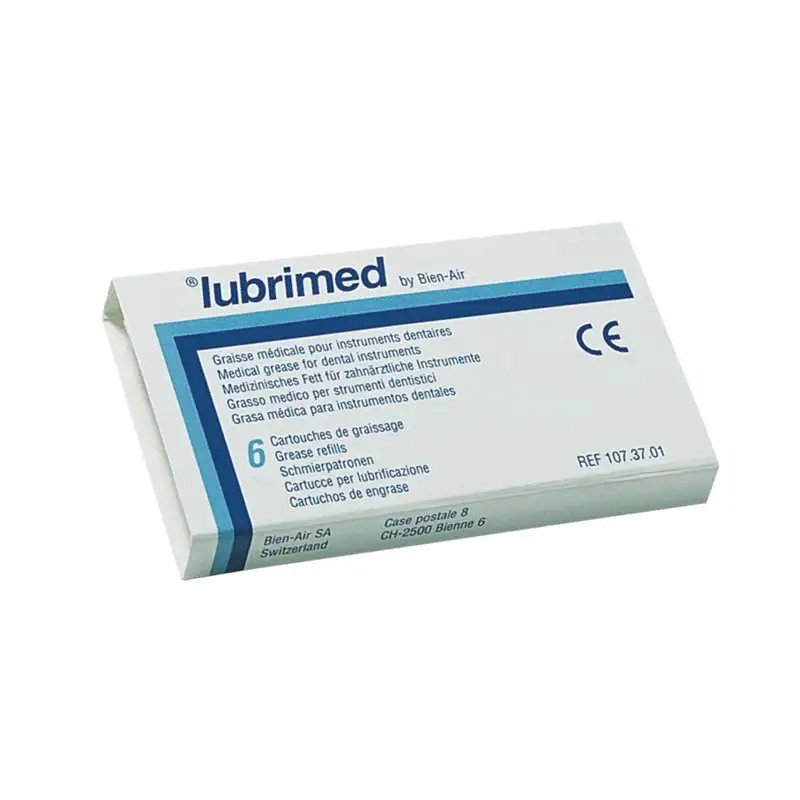 ® lubrimed by Bien-Air
Graisse médicale pour instruments dentaires
Medical grease for dental instruments
Medizinisches Fett für zahnärztliche Instrumente
Grasso medico per strumenti dentistici
Grasa médica para instrumentos dentales
CE
6 Cartouches de graissage
Grease refills
Schmierpatronen
Cartucce per lubrificazione
Cartuchos de engrase
REF 107.37.01
Bien-Air SA
Switzerland
Case postale 8
CH-2500 Bienne 6